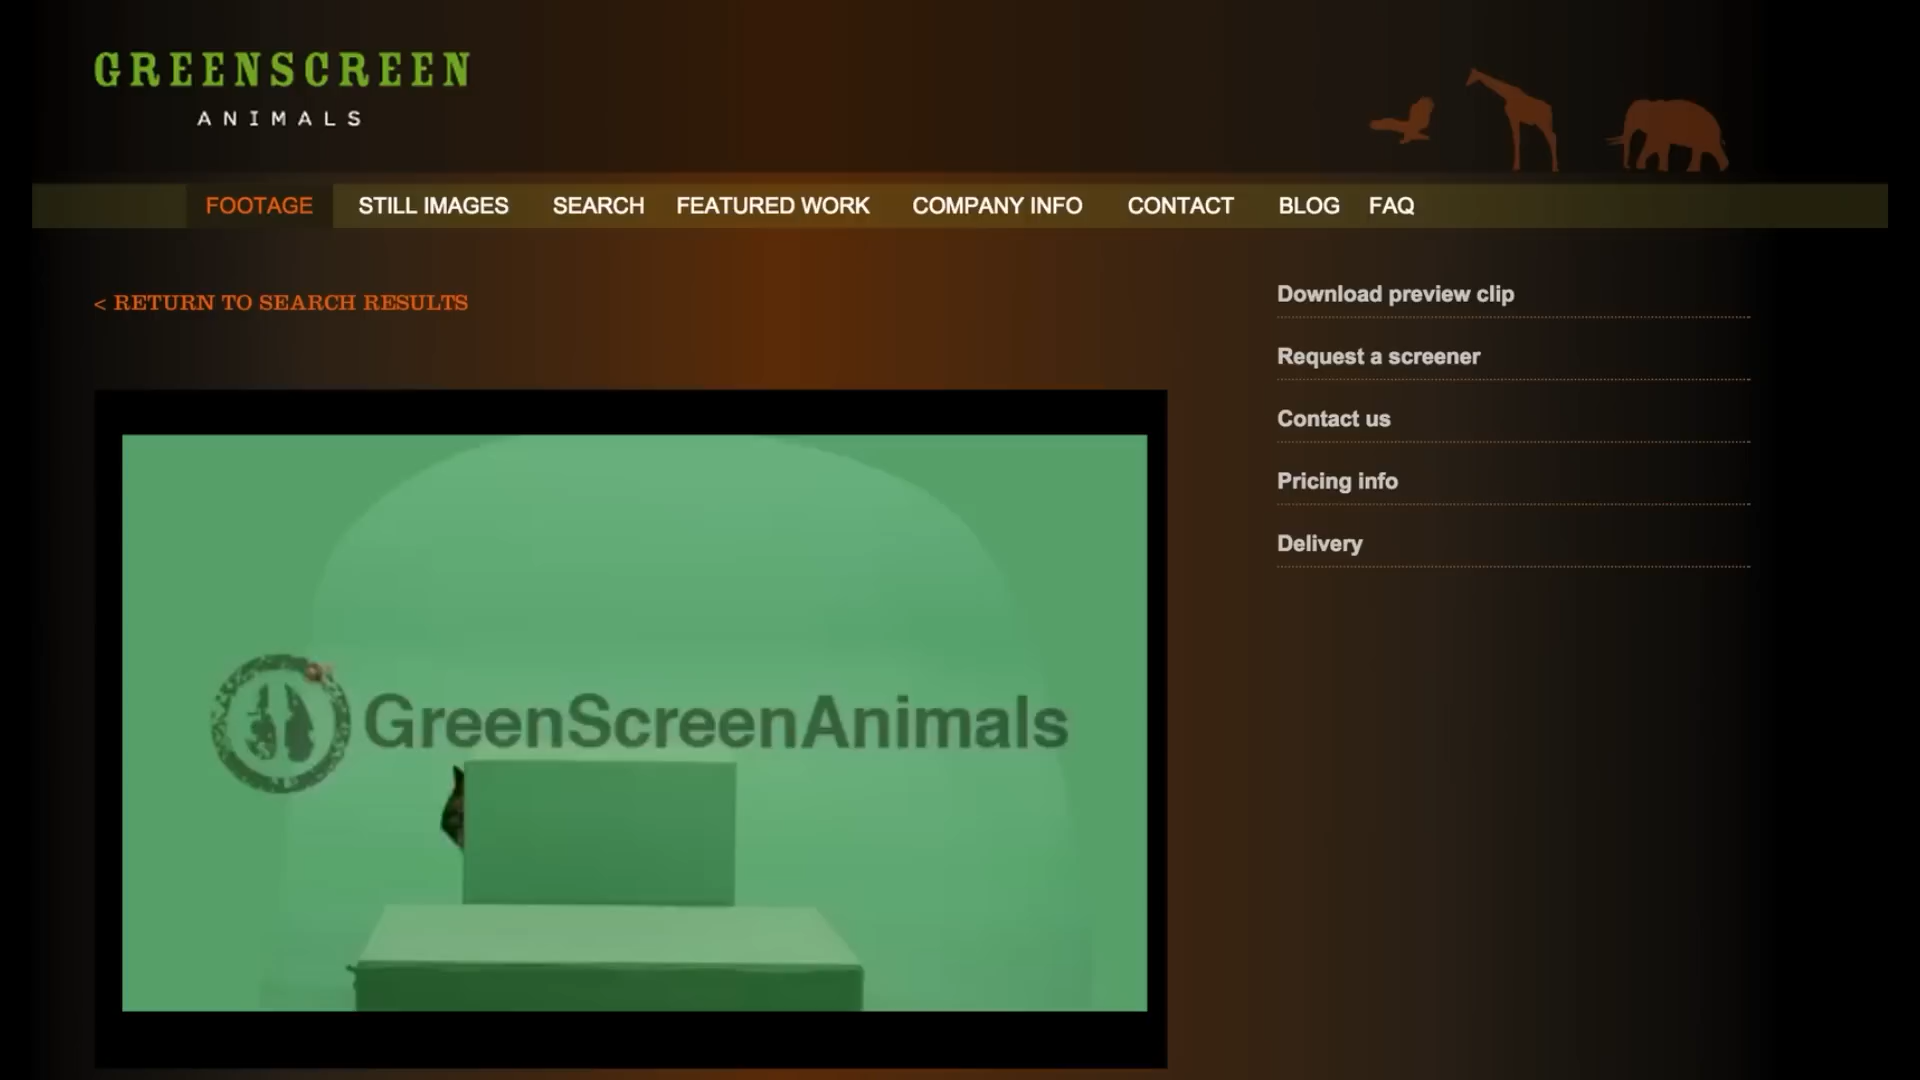 GREENSCREEN
ANIMALS
FOOTAGE STILL IMAGES SEARCH FEATURED WORK COMPANY INFO CONTACT BLOG FAQ
< RETURN TO SEARCH RESULTS
Download preview clip
Request a screener
Contact us
Pricing info
Delivery
GreenScreenAnimals